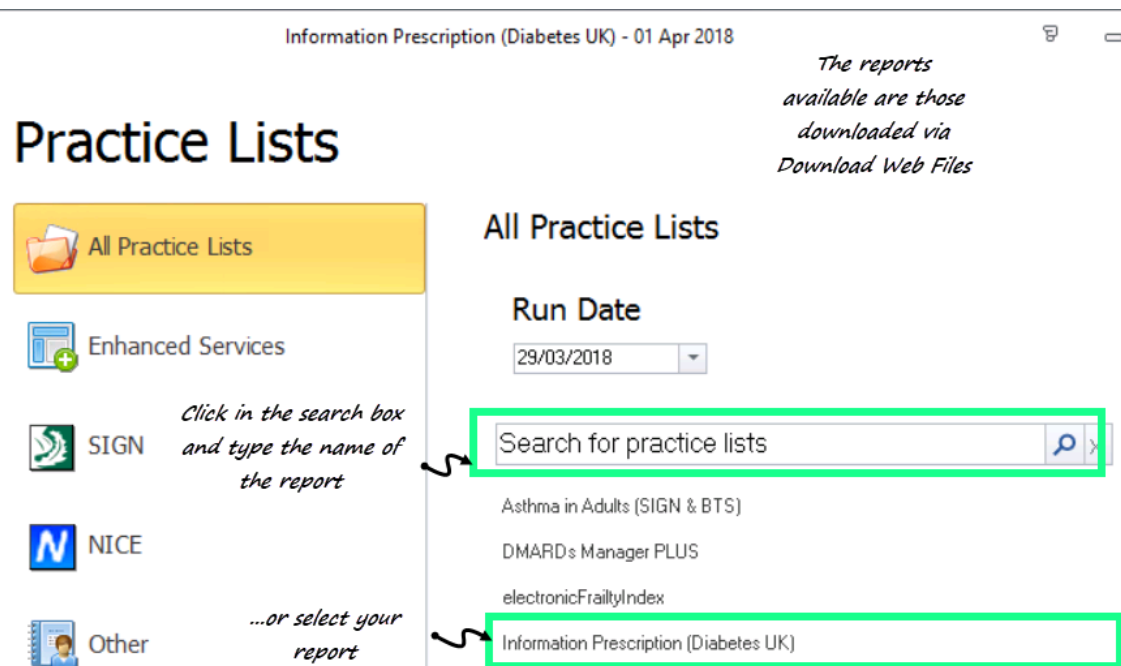 Information Prescription (Diabetes UK) - 01 Apr 2018
The reports
available are those
downloaded via
Download Web Files
Practice Lists
All Practice Lists
Enhanced Services
SIGN
NICE
Other
All Practice Lists
Run Date
29/03/2018
Click in the search box
and type the name of
the report
Search for practice lists
Asthma in Adults (SIGN & BTS)
DMARDs Manager PLUS
electronicFrailtyIndex
...or select your
report
Information Prescription (Diabetes UK)